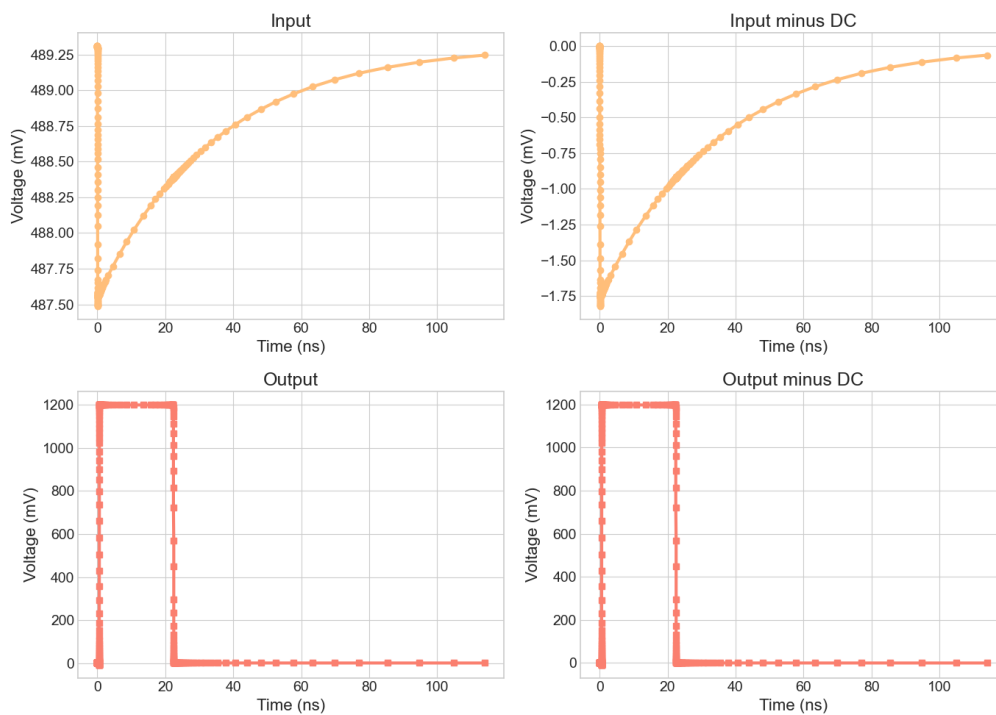 Input
Voltage (mV)
489.25
489.00
488.75
488.50
488.25
488.00
487.75
487.50
0 20 40 60 80 100
Time (ns)
Input minus DC
Voltage (mV)
0.00
−0.25
−0.50
−0.75
−1.00
−1.25
−1.50
−1.75
0 20 40 60 80 100
Time (ns)
Output
Voltage (mV)
1200
1000
800
600
400
200
0
0 20 40 60 80 100
Time (ns)
Output minus DC
Voltage (mV)
1200
1000
800
600
400
200
0
0 20 40 60 80 100
Time (ns)